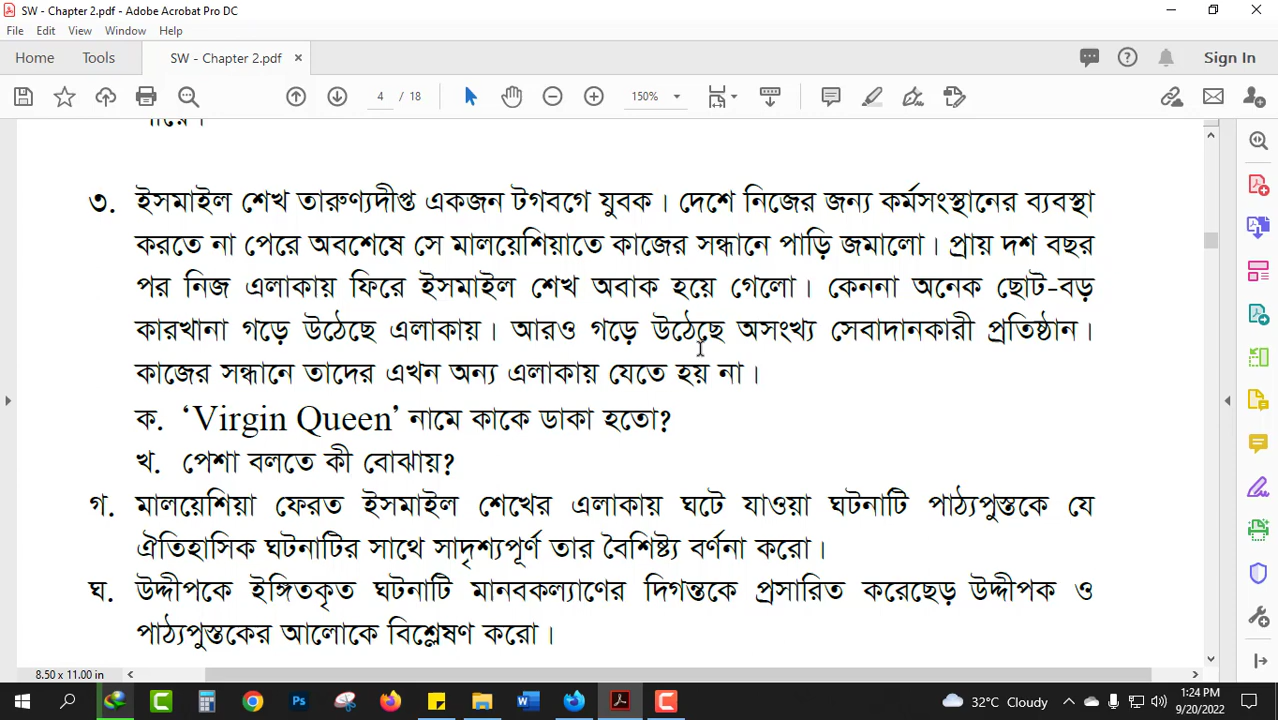 SW - Chapter 2.pdf - Adobe Acrobat Pro DC
File Edit View Window Help
Home Tools SW - Chapter 2.pdf × Sign In
4 / 18 150%
৩. ইসমাইল শেখ তারুণ্যদীপ্ত একজন টগবগে যুবক। দেশে নিজের জন্য কর্মসংস্থানের ব্যবস্থা
করতে না পেরে অবশেষে সে মালয়েশিয়াতে কাজের সন্ধানে পাড়ি জমালো। প্রায় দশ বছর
পর নিজ এলাকায় ফিরে ইসমাইল শেখ অবাক হয়ে গেলো। কেননা অনেক ছোট-বড়
কারখানা গড়ে উঠেছে এলাকায়। আরও গড়ে উঠেছে অসংখ্য সেবাদানকারী প্রতিষ্ঠান।
কাজের সন্ধানে তাদের এখন অন্য এলাকায় যেতে হয় না।
ক. ‘Virgin Queen’ নামে কাকে ডাকা হতো?
খ. পেশা বলতে কী বোঝায়?
গ. মালয়েশিয়া ফেরত ইসমাইল শেখের এলাকায় ঘটে যাওয়া ঘটনাটি পাঠ্যপুস্তকে যে
ঐতিহাসিক ঘটনাটির সাথে সাদৃশ্যপূর্ণ তার বৈশিষ্ট্য বর্ণনা করো।
ঘ. উদ্দীপকে ইঙ্গিতকৃত ঘটনাটি মানবকল্যাণের দিগন্তকে প্রসারিত করেছেড় উদ্দীপক ও
পাঠ্যপুস্তকের আলোকে বিশ্লেষণ করো।
8.50 x 11.00 in
32°C Cloudy 1:24 PM
9/20/2022